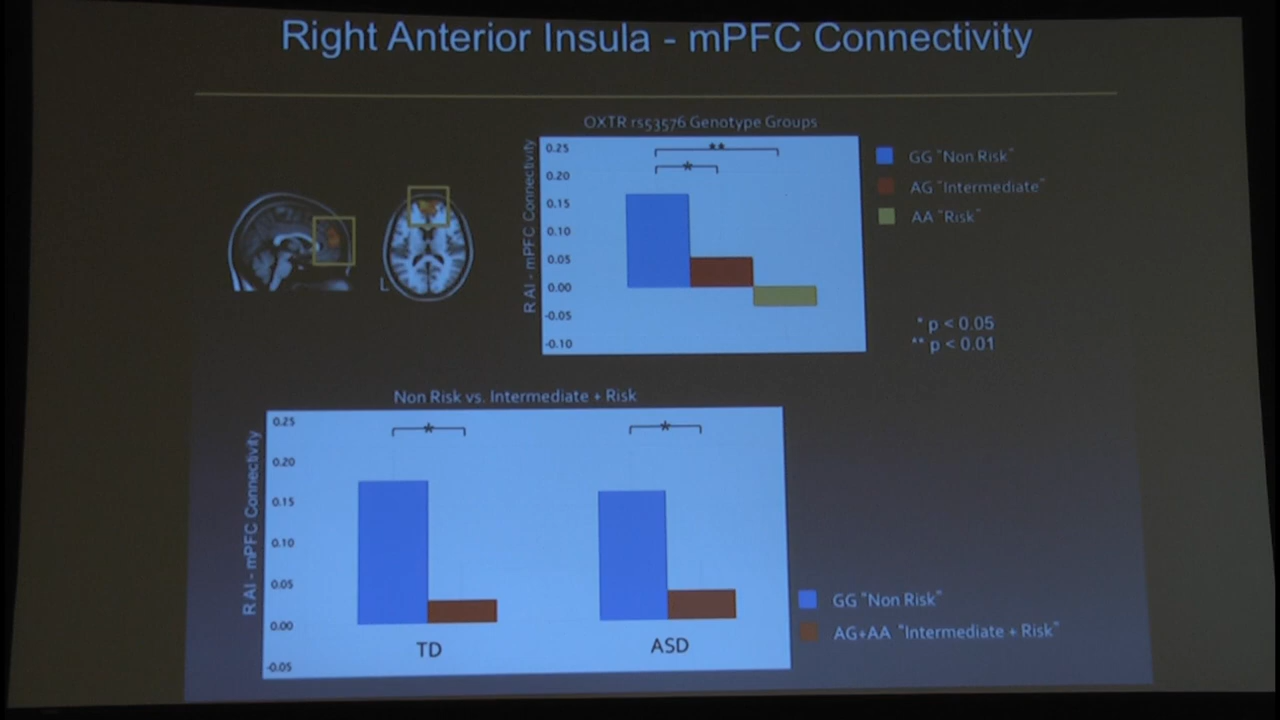 Right Anterior Insula - mPFC Connectivity
OXTR rs53576 Genotype Groups
R AI - mPFC Connectivity
0.25
0.20
0.15
0.10
0.05
0.00
-0.05
-0.10
**
*
GG "Non Risk"
AG "Intermediate"
AA "Risk"
L
* p < 0.05
** p < 0.01
Non Risk vs. Intermediate + Risk
R AI - mPFC Connectivity
0.25
0.20
0.15
0.10
0.05
0.00
-0.05
*
*
TD
ASD
GG "Non Risk"
AG+AA "Intermediate + Risk"